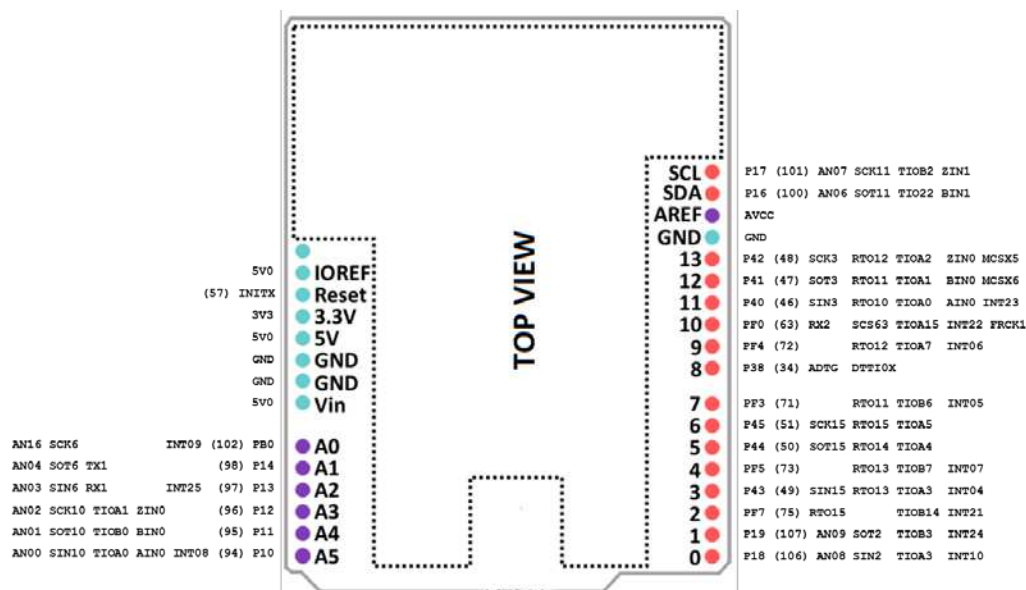 SCL P17 (101) AN07 SCK11 TIOB2 ZIN1
SDA P16 (100) AN06 SOT11 TIO22 BIN1
AREF AVCC
GND GND
13 P42 (48) SCK3 RTO12 TIOA2 ZIN0 MCSX5
5V0 IOREF
12 P41 (47) SOT3 RTO11 TIOA1 BIN0 MCSX6
(57) INITX Reset
11 P40 (46) SIN3 RTO10 TIOA0 AIN0 INT23
3V3 3.3V
10 PF0 (63) RX2 SCS63 TIOA15 INT22 FRCK1
5V0 5V
9 PF4 (72) RTO12 TIOA7 INT06
GND GND
8 P38 (34) ADTG DTTI0X
GND GND
5V0 Vin
7 PF3 (71) RTO11 TIOB6 INT05
6 P45 (51) SCK15 RTO15 TIOA5
AN16 SCK6 INT09 (102) PB0 A0
5 P44 (50) SOT15 RTO14 TIOA4
AN04 SOT6 TX1 (98) P14 A1
4 PF5 (73) RTO13 TIOB7 INT07
AN03 SIN6 RX1 INT25 (97) P13 A2
3 P43 (49) SIN15 RTO13 TIOA3 INT04
AN02 SCK10 TIOA1 ZIN0 (96) P12 A3
2 PF7 (75) RTO15 TIOB14 INT21
AN01 SOT10 TIOB0 BIN0 (95) P11 A4
1 P19 (107) AN09 SOT2 TIOB3 INT24
AN00 SIN10 TIOA0 AIN0 INT08 (94) P10 A5
0 P18 (106) AN08 SIN2 TIOA3 INT10
TOP VIEW